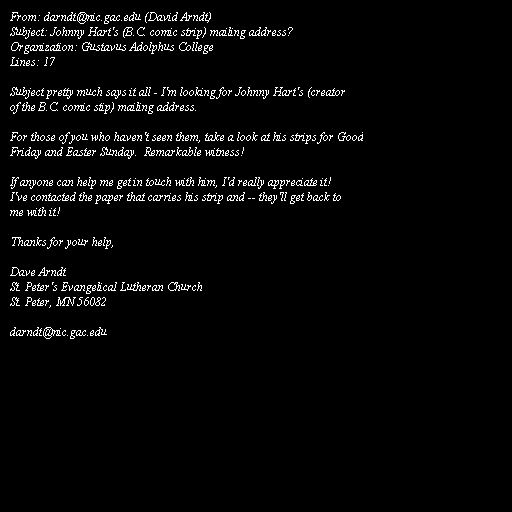 From: darndt@nic.gac.edu (David Arndt)
Subject: Johnny Hart's (B.C. comic strip) mailing address?
Organization: Gustavus Adolphus College
Lines: 17

Subject pretty much says it all - I'm looking for Johnny Hart's (creator
of the B.C. comic stip) mailing address.

For those of you who haven't seen them, take a look at his strips for Good
Friday and Easter Sunday.  Remarkable witness!

If anyone can help me get in touch with him, I'd really appreciate it!
I've contacted the paper that carries his strip and -- they'll get back to
me with it!

Thanks for your help,

Dave Arndt
St. Peter's Evangelical Lutheran Church
St. Peter, MN 56082

darndt@nic.gac.edu